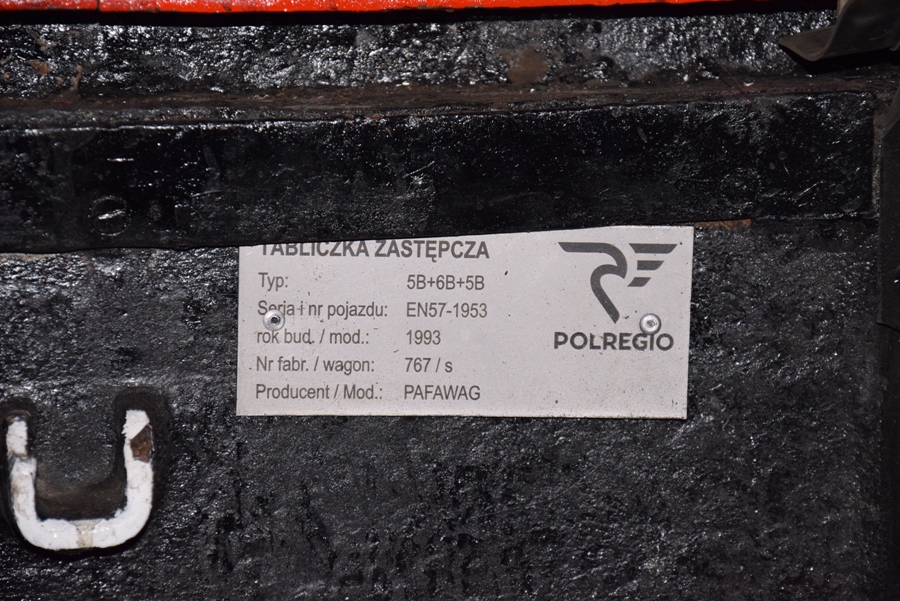 TABLICZKA ZASTĘPCZA
Typ: 5B+6B+5B
Serja i nr pojazdu: EN57-1953
rok bud. / mod.: 1993
Nr fabr. / wagon: 767 / s
Producent / Mod.: PAFAWAG
POLREGIO